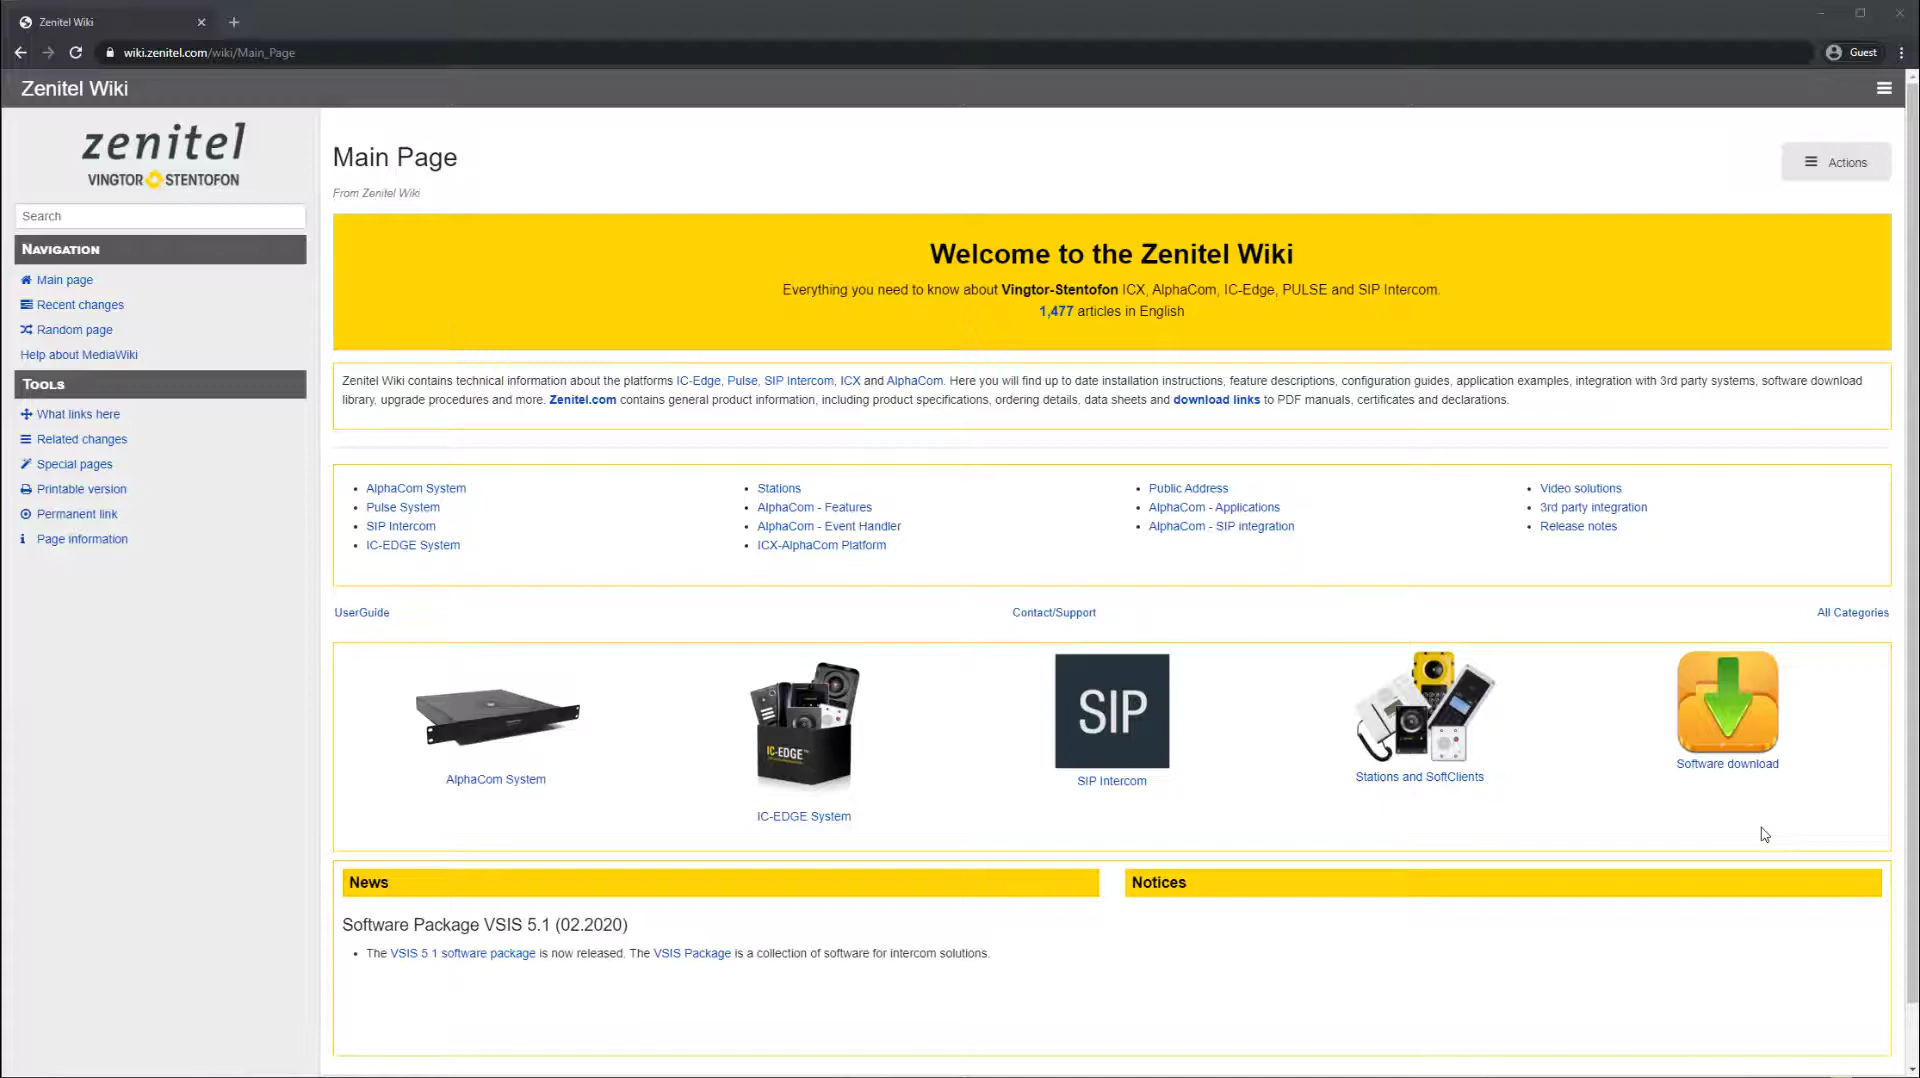 Zenitel Wiki
wiki.zenitel.com/wiki/Main_Page
Guest
Zenitel Wiki
zenitel
VINGTOR STENTOFON
Search
NAVIGATION
Main page
Recent changes
Random page
Help about MediaWiki
TOOLS
What links here
Related changes
Special pages
Printable version
Permanent link
Page information
Main Page
Actions
From Zenitel Wiki
Welcome to the Zenitel Wiki
Everything you need to know about Vingtor-Stentofon ICX, AlphaCom, IC-Edge, PULSE and SIP Intercom.
1,477 articles in English
Zenitel Wiki contains technical information about the platforms IC-Edge, Pulse, SIP Intercom, ICX and AlphaCom. Here you will find up to date installation instructions, feature descriptions, configuration guides, application examples, integration with 3rd party systems, software download
library, upgrade procedures and more. Zenitel.com contains general product information, including product specifications, ordering details, data sheets and download links to PDF manuals, certificates and declarations.
AlphaCom System
Pulse System
SIP Intercom
IC-EDGE System
Stations
AlphaCom - Features
AlphaCom - Event Handler
ICX-AlphaCom Platform
Public Address
AlphaCom - Applications
AlphaCom - SIP integration
Video solutions
3rd party integration
Release notes
UserGuide
Contact/Support
All Categories
IC-EDGE
SIP
AlphaCom System
IC-EDGE System
SIP Intercom
Stations and SoftClients
Software download
News
Software Package VSIS 5.1 (02.2020)
The VSIS 5.1 software package is now released. The VSIS Package is a collection of software for intercom solutions.
Notices